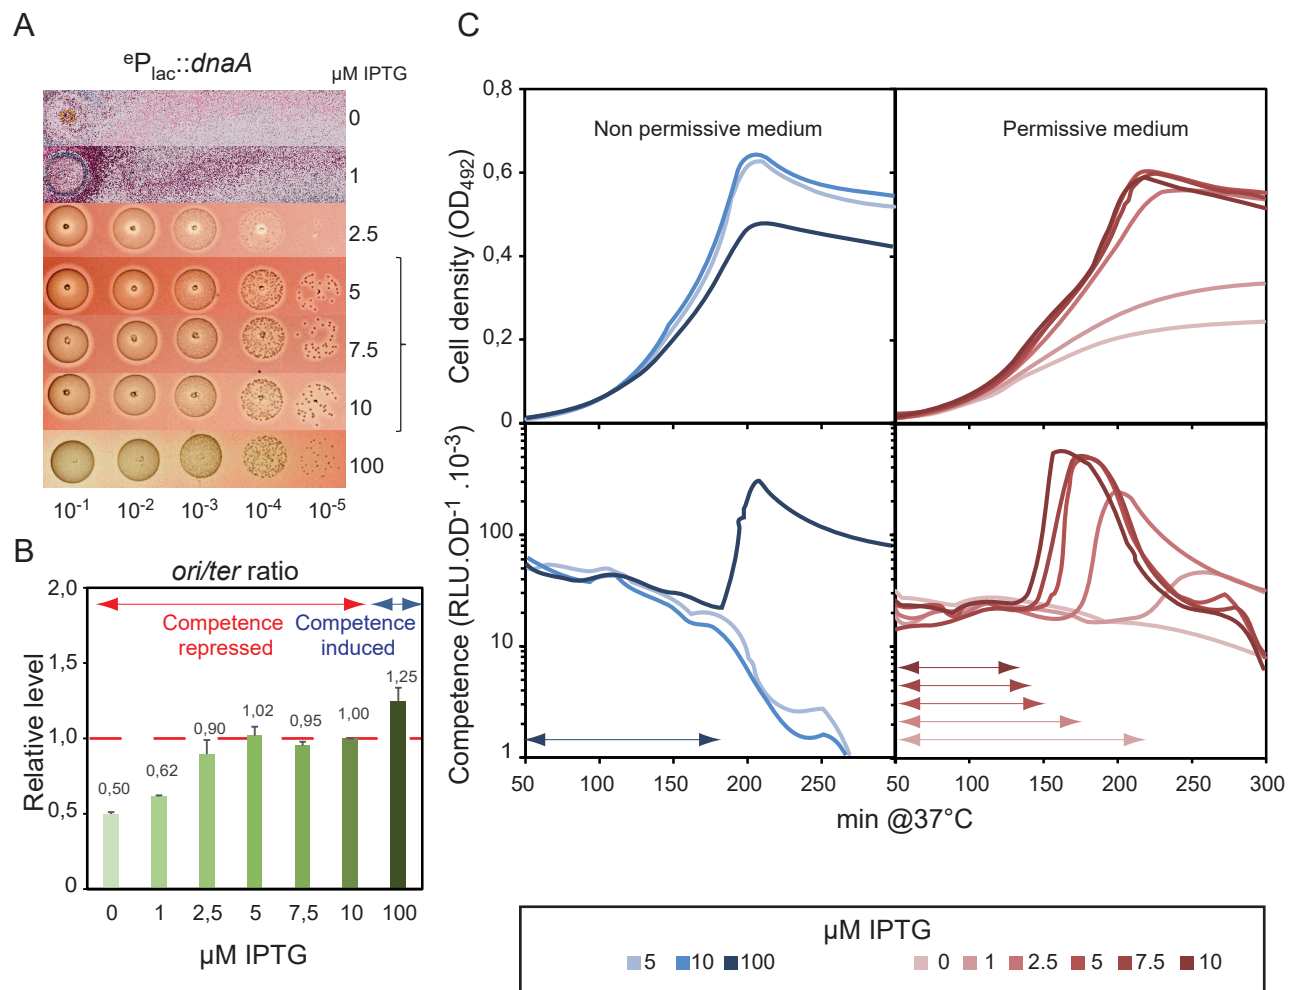 A
ᵉP_lac::dnaA
µM IPTG
0
1
2.5
5
7.5
10
100
10⁻¹ 10⁻² 10⁻³ 10⁻⁴ 10⁻⁵
B
ori/ter ratio
Relative level
2,0
1,5
1,0
0,5
0
Competence repressed
Competence induced
0,50 0,62 0,90 1,02 0,95 1,00 1,25
0 1 2,5 5 7,5 10 100
µM IPTG
C
Cell density (OD₄₉₂)
0,8
0,6
0,4
0,2
0
Non permissive medium
Permissive medium
Competence (RLU.OD⁻¹ .10⁻³)
100
10
1
50 100 150 200 250 50 100 150 200 250 300
min @37°C
µM IPTG
5 10 100 0 1 2.5 5 7.5 10